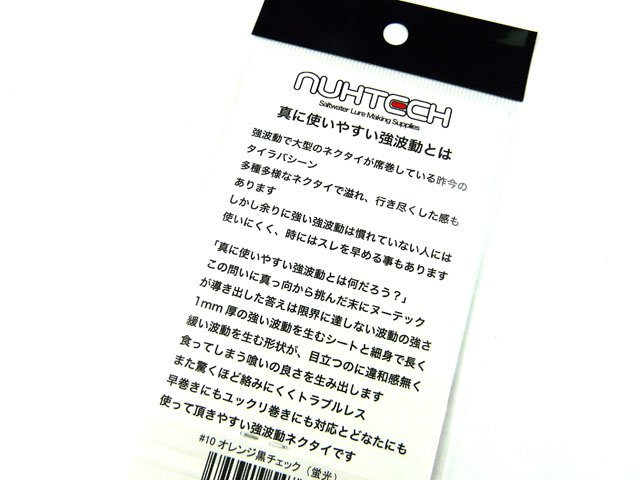 NUHTECH
Saltwater Lure Making Supplies
真に使いやすい強波動とは
強波動で大型のネクタイが席巻している昨今の
タイラバシーン
多種多様なネクタイで溢れ、行き尽くした感も
あります
しかし余りに強い強波動は慣れていない人には
使いにくく、時にはスレを早める事もあります
「真に使いやすい強波動とは何だろう？」
この問いに真っ向から挑んだ末にヌーテック
が導き出した答えは限界に達しない波動の強さ
1mm厚の強い波動を生むシートと細身で長く
緩い波動を生む形状が、目立つのに違和感無く
食ってしまう喰いの良さを生み出します
また驚くほど絡みにくくトラブルレス
早巻きにもユックリ巻きにも対応とどなたにも
使って頂きやすい強波動ネクタイです
#10 オレンジ黒チェック（蛍光）